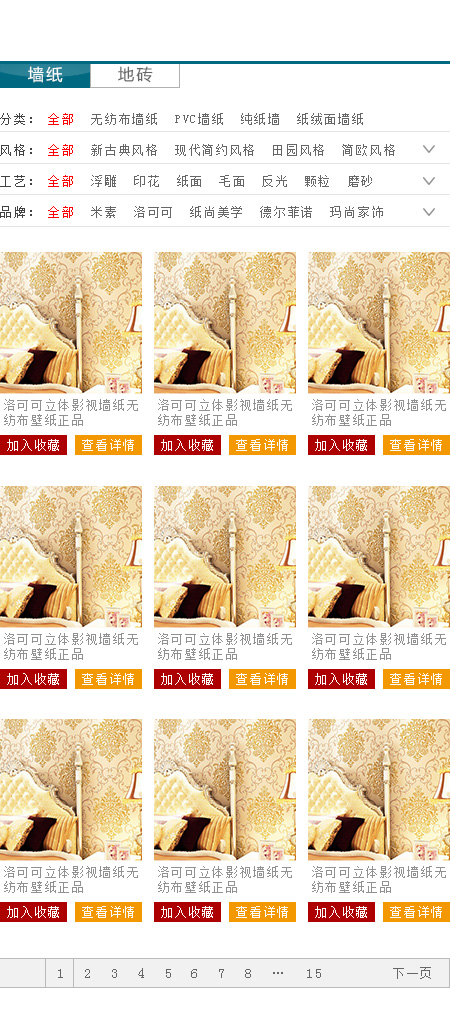 墙纸 地砖
分类： 全部 无纺布墙纸 PVC墙纸 纯纸墙 纸绒面墙纸
风格： 全部 新古典风格 现代简约风格 田园风格 简欧风格
工艺： 全部 浮雕 印花 纸面 毛面 反光 颗粒 磨砂
品牌： 全部 米素 洛可可 纸尚美学 德尔菲诺 玛尚家饰
洛可可立体影视墙纸无 洛可可立体影视墙纸无 洛可可立体影视墙纸无
纺布壁纸正品 纺布壁纸正品 纺布壁纸正品
加入收藏 查看详情 加入收藏 查看详情 加入收藏 查看详情
洛可可立体影视墙纸无 洛可可立体影视墙纸无 洛可可立体影视墙纸无
纺布壁纸正品 纺布壁纸正品 纺布壁纸正品
加入收藏 查看详情 加入收藏 查看详情 加入收藏 查看详情
洛可可立体影视墙纸无 洛可可立体影视墙纸无 洛可可立体影视墙纸无
纺布壁纸正品 纺布壁纸正品 纺布壁纸正品
加入收藏 查看详情 加入收藏 查看详情 加入收藏 查看详情
1 2 3 4 5 6 7 8 … 15 下一页